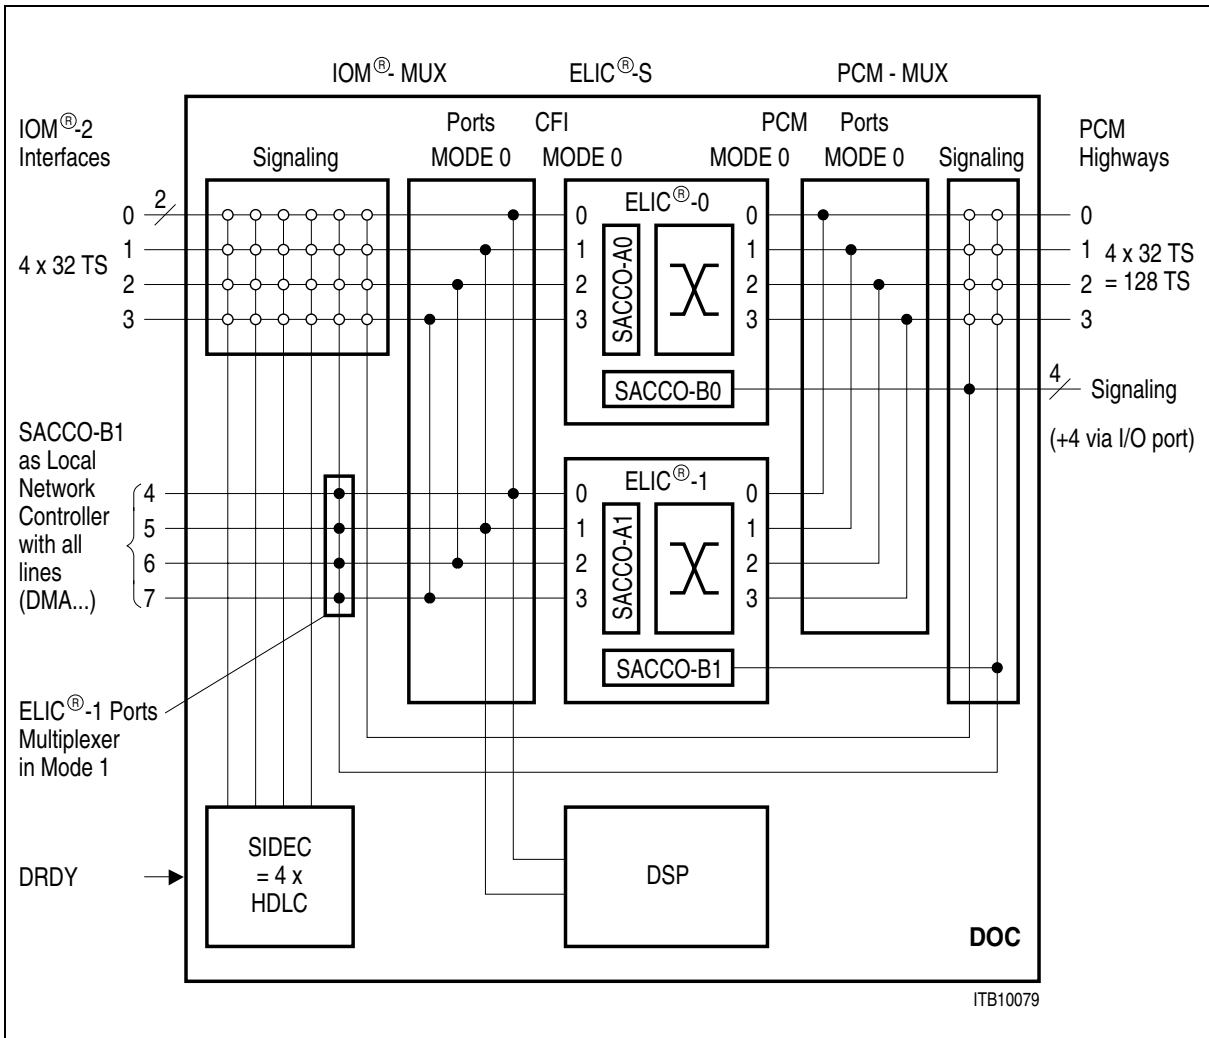 IOM®- MUX
ELIC®-S
PCM - MUX
IOM®-2
Interfaces
Ports
CFI
PCM
Ports
PCM
Highways
Signaling
MODE 0
MODE 0
MODE 0
MODE 0
Signaling
0
2
1
2
3
4 x 32 TS
ELIC®-0
0
1
2
3
SACCO-A0
0
1
2
3
SACCO-B0
0
1
2
3
4 x 32 TS
= 128 TS
4
Signaling
(+4 via I/O port)
SACCO-B1
as Local
Network
Controller
with all
lines
(DMA...)
4
5
6
7
ELIC®-1
0
1
2
3
SACCO-A1
0
1
2
3
SACCO-B1
ELIC®-1 Ports
Multiplexer
in Mode 1
DRDY
SIDEC
= 4 x
HDLC
DSP
DOC
ITB10079